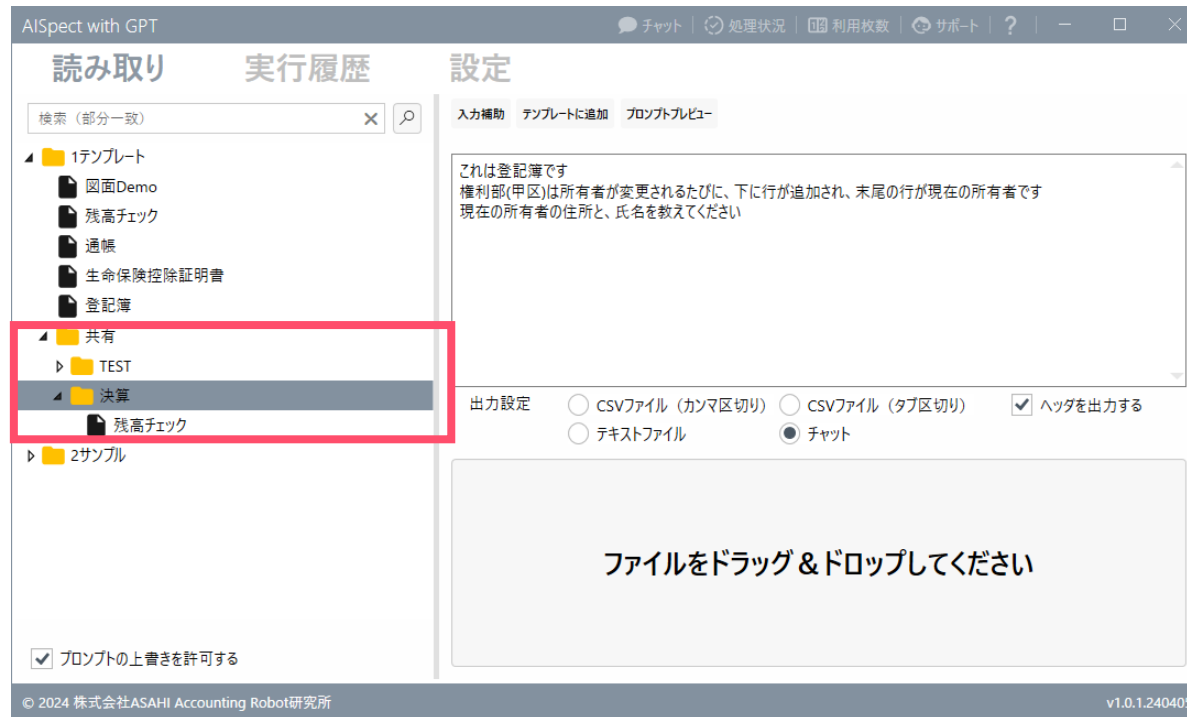 AISpect with GPT
チャット 処理状況 利用枚数 サポート ?
読み取り 実行履歴 設定
検索（部分一致）
1テンプレート
図面Demo
残高チェック
通帳
生命保険控除証明書
登記簿
共有
TEST
決算
残高チェック
2サンプル
プロンプトの上書きを許可する
入力補助 テンプレートに追加 プロンプトプレビュー
これは登記簿です
権利部(甲区)は所有者が変更されるたびに、下に行が追加され、末尾の行が現在の所有者です
現在の所有者の住所と、氏名を教えてください
出力設定 CSVファイル（カンマ区切り） CSVファイル（タブ区切り） ヘッダを出力する
テキストファイル チャット
ファイルをドラッグ＆ドロップしてください
© 2024 株式会社ASAHI Accounting Robot研究所 v1.0.1.240405